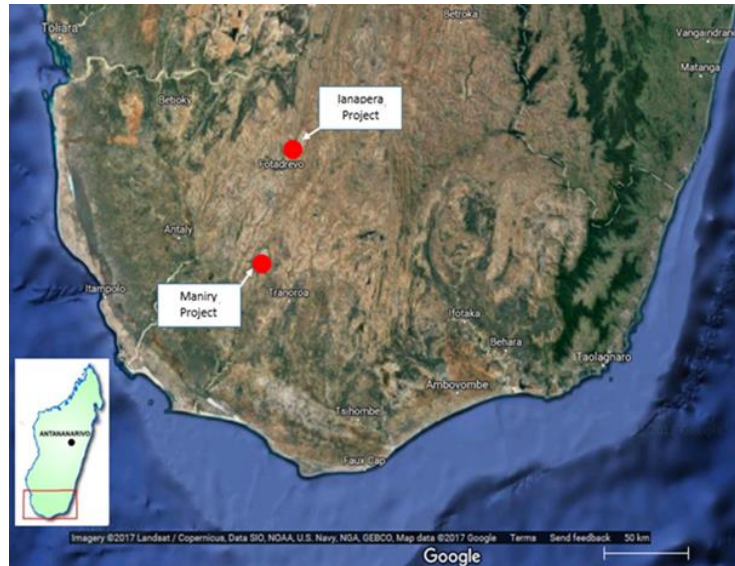 Toliara
Betroka
Vangaindrano
Matanga
Betioky
Ianapera
Project
Fotadrevo
Antaly
Itampolo
Maniry
Project
Tranoroa
Ifotaka
Behara
Taolagnaro
Ambovombe
Tsihombe
Faux Cap
ANTANANARIVO
Imagery ©2017 Landsat / Copernicus, Data SIO, NOAA, U.S. Navy, NGA, GEBCO, Map data ©2017 Google Terms Send feedback 50 km
Google